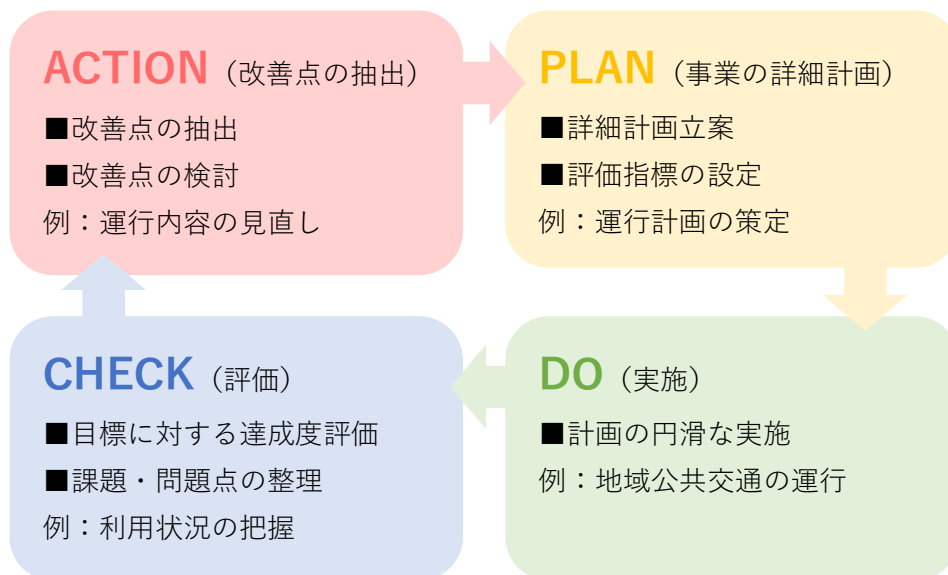 ACTION（改善点の抽出）
■改善点の抽出
■改善点の検討
例：運行内容の見直し
PLAN（事業の詳細計画）
■詳細計画立案
■評価指標の設定
例：運行計画の策定
CHECK（評価）
■目標に対する達成度評価
■課題・問題点の整理
例：利用状況の把握
DO（実施）
■計画の円滑な実施
例：地域公共交通の運行